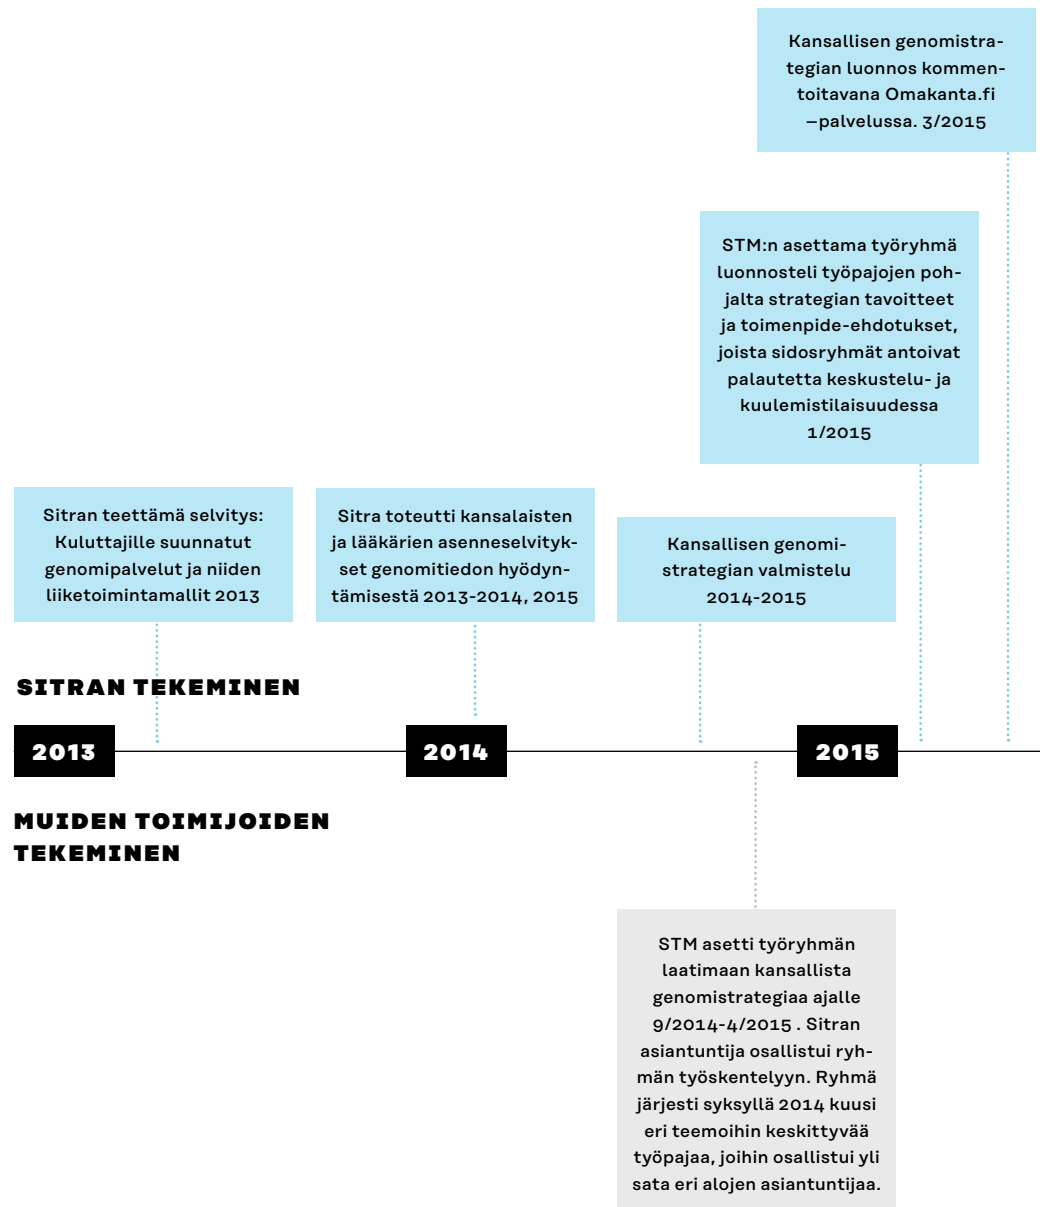 Kansallisen genomistra-
tegian luonnos kommen-
toitavana Omakanta.fi
–palvelussa. 3/2015
STM:n asettama työryhmä
luonnosteli työpajojen poh-
jalta strategian tavoitteet
ja toimenpide-ehdotukset,
joista sidosryhmät antoivat
palautetta keskustelu- ja
kuulemistilaisuudessa
1/2015
Sitran teettämä selvitys:
Kuluttajille suunnatut
genomipalvelut ja niiden
liiketoimintamallit 2013
Sitra toteutti kansalaisten
ja lääkärien asenneselvityk-
set genomitiedon hyödyn-
tämisestä 2013-2014, 2015
Kansallisen genomi-
strategian valmistelu
2014-2015
SITRAN TEKEMINEN
2013
2014
2015
MUIDEN TOIMIJOIDEN
TEKEMINEN
STM asetti työryhmän
laatimaan kansallista
genomistrategiaa ajalle
9/2014-4/2015 . Sitran
asiantuntija osallistui ryh-
män työskentelyyn. Ryhmä
järjesti syksyllä 2014 kuusi
eri teemoihin keskittyvää
työpajaa, joihin osallistui yli
sata eri alojen asiantuntijaa.